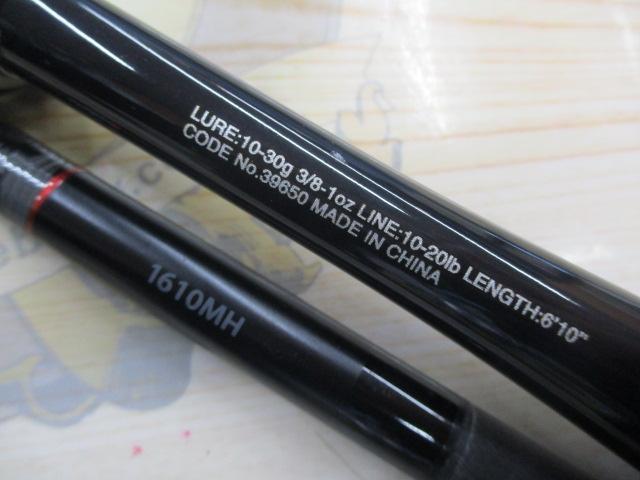 LURE:10-30g 3/8-1oz LINE:10-20lb LENGTH:6'10"
CODE No.39650 MADE IN CHINA
1610MH